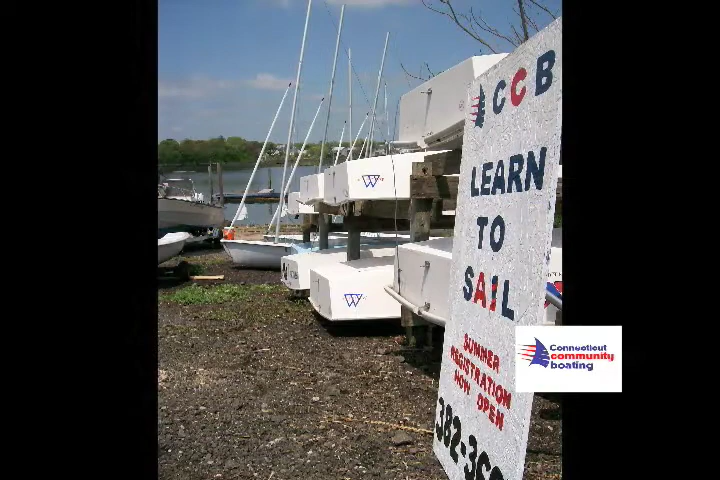 CCB
LEARN
TO
SAIL
SUMMER
REGISTRATION
NOW OPEN
Connecticut
community
boating